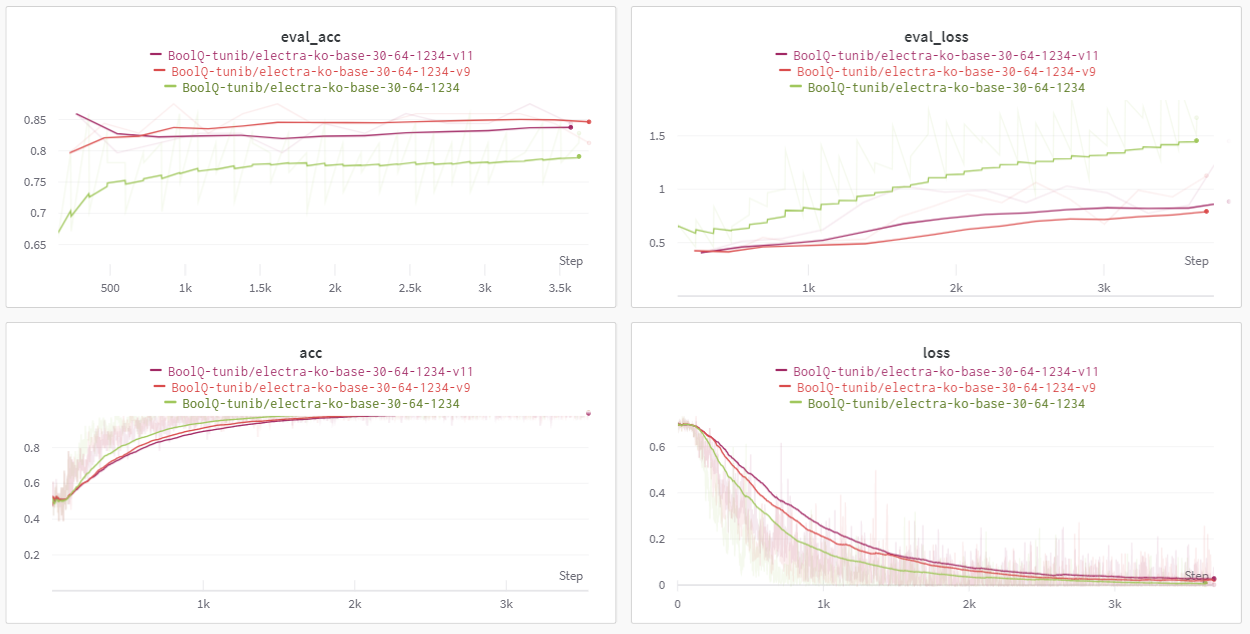 eval_acc
BoolQ-tunib/electra-ko-base-30-64-1234-v11
BoolQ-tunib/electra-ko-base-30-64-1234-v9
BoolQ-tunib/electra-ko-base-30-64-1234
0.85
0.8
0.75
0.7
0.65
Step
500 1k 1.5k 2k 2.5k 3k 3.5k
eval_loss
BoolQ-tunib/electra-ko-base-30-64-1234-v11
BoolQ-tunib/electra-ko-base-30-64-1234-v9
BoolQ-tunib/electra-ko-base-30-64-1234
1.5
1
0.5
Step
1k 2k 3k
acc
BoolQ-tunib/electra-ko-base-30-64-1234-v11
BoolQ-tunib/electra-ko-base-30-64-1234-v9
BoolQ-tunib/electra-ko-base-30-64-1234
0.8
0.6
0.4
0.2
Step
1k 2k 3k
loss
BoolQ-tunib/electra-ko-base-30-64-1234-v11
BoolQ-tunib/electra-ko-base-30-64-1234-v9
BoolQ-tunib/electra-ko-base-30-64-1234
0.6
0.4
0.2
Step
0
0 1k 2k 3k